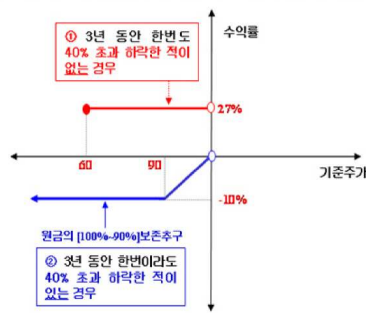 ① 3년 동안 한번도
40% 초과 하락한 적이
없는 경우
수익률
27%
60
90
기준주가
-10%
원금의 [100%~90%]보존추구
② 3년 동안 한번이라도
40% 초과 하락한 적이
있는 경우